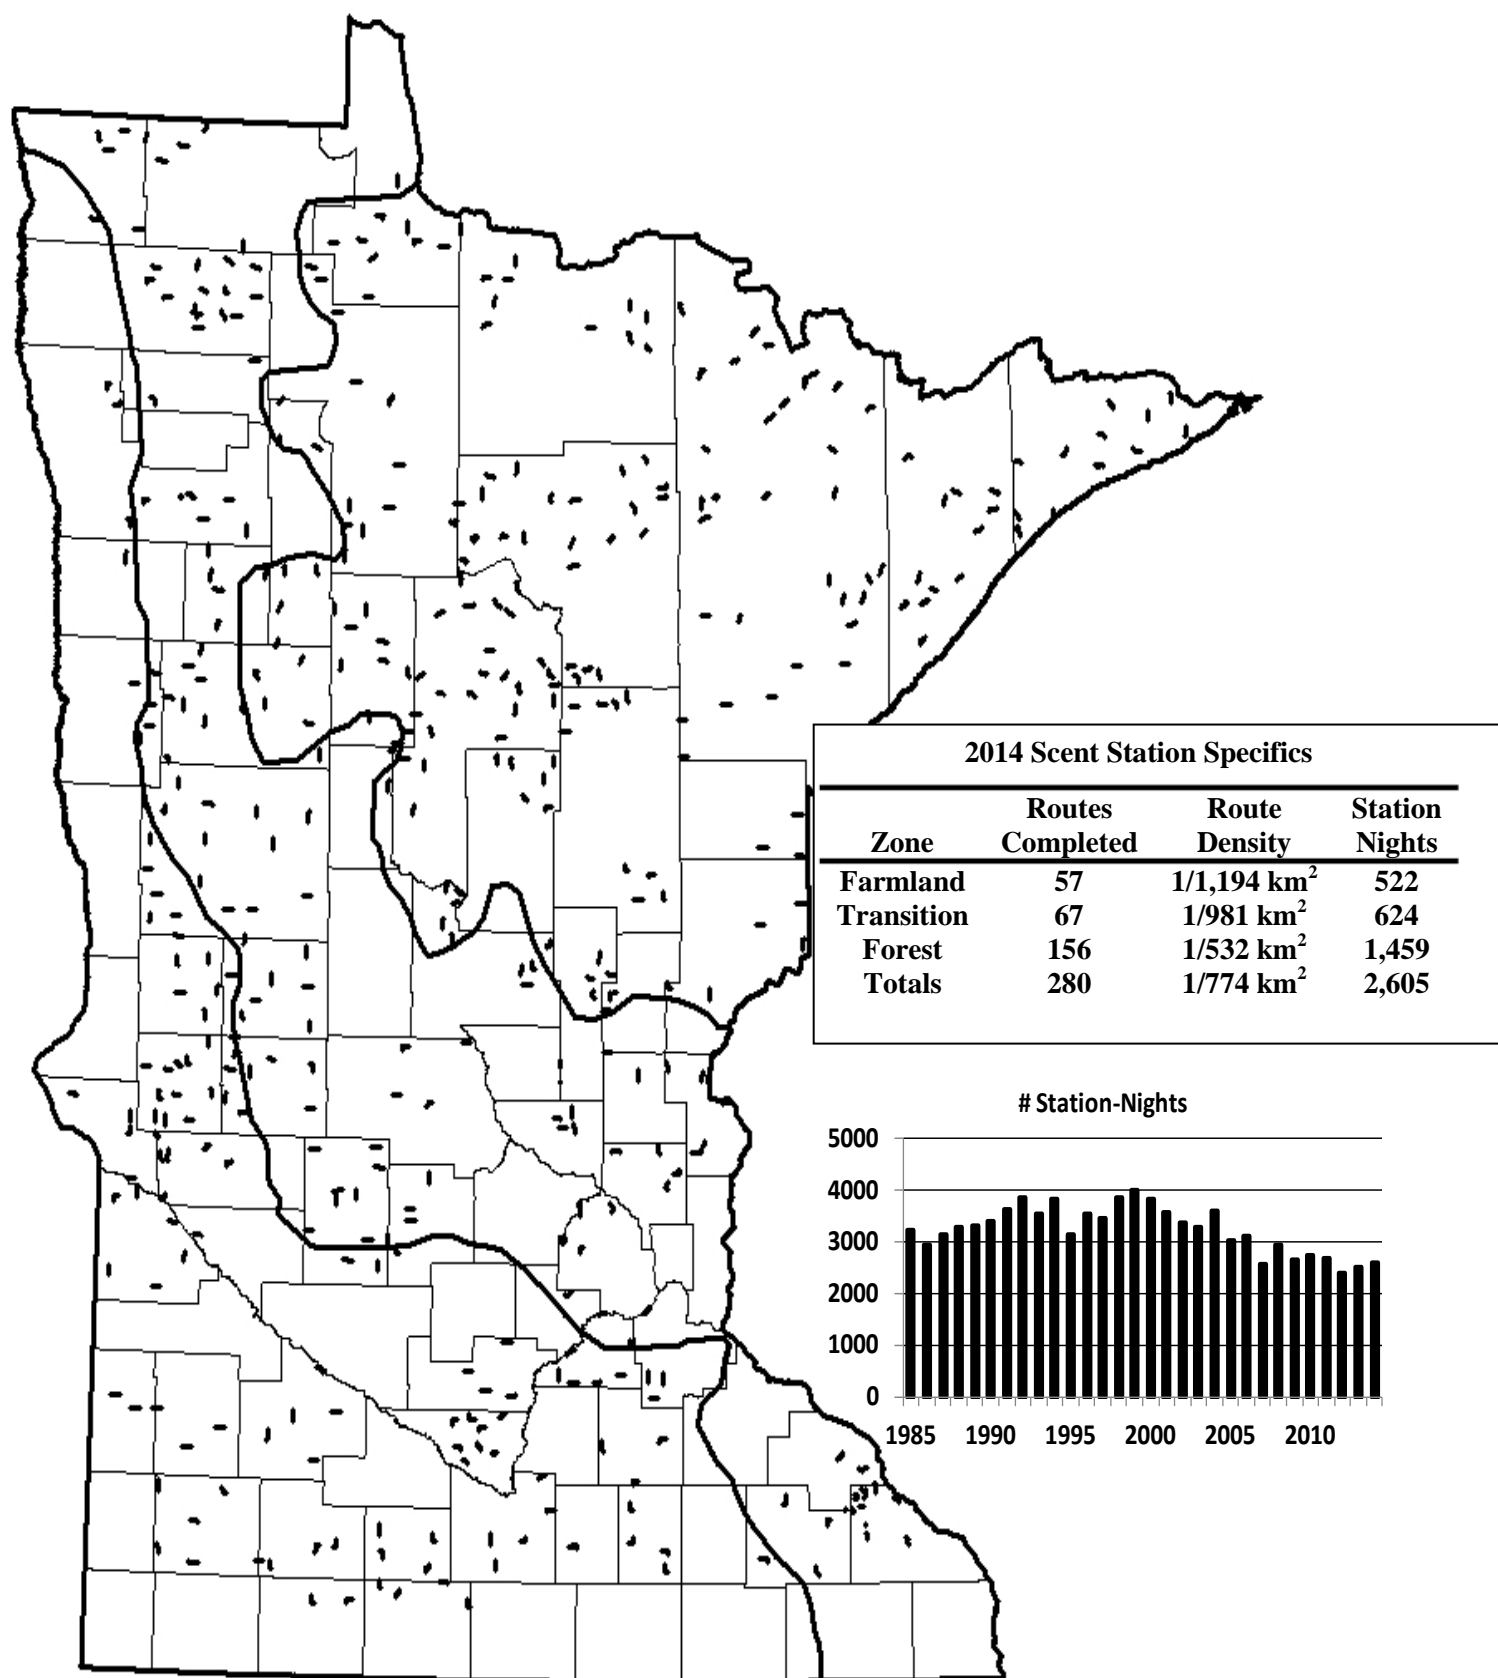 2014 Scent Station Specifics
Zone Routes Completed Route Density Station Nights
Farmland 57 1/1,194 km² 522
Transition 67 1/981 km² 624
Forest 156 1/532 km² 1,459
Totals 280 1/774 km² 2,605
# Station-Nights
5000
4000
3000
2000
1000
0
1985 1990 1995 2000 2005 2010